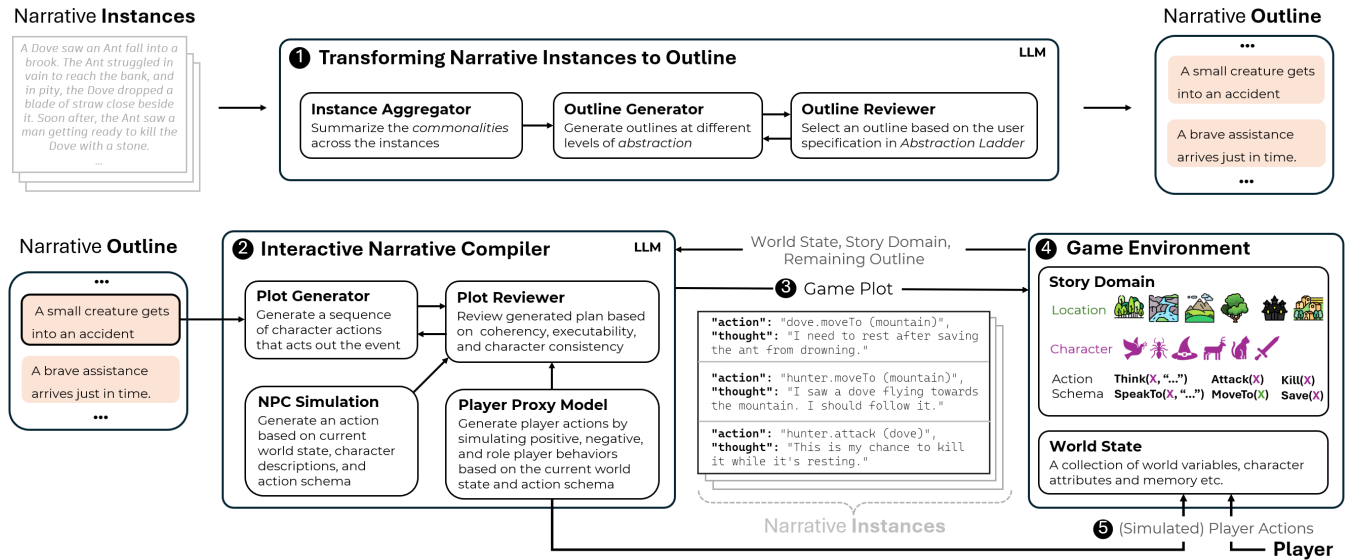 Narrative Instances
A Dove saw an Ant fall into a
brook. The Ant struggled in
vain to reach the bank, and
in pity, the Dove dropped a
blade of straw close beside
it. Soon after, the Ant saw a
man getting ready to kill the
Dove with a stone.
...
1 Transforming Narrative Instances to Outline
LLM
Instance Aggregator
Summarize the commonalities
across the instances
Outline Generator
Generate outlines at different
levels of abstraction
Outline Reviewer
Select an outline based on the user
specification in Abstraction Ladder
Narrative Outline
...
A small creature gets
into an accident
A brave assistance
arrives just in time.
...
Narrative Outline
...
A small creature gets
into an accident
A brave assistance
arrives just in time.
...
2 Interactive Narrative Compiler
LLM
Plot Generator
Generate a sequence
of character actions
that acts out the event
Plot Reviewer
Review generated plan based
on coherency, executability,
and character consistency
NPC Simulation
Generate an action
based on current
world state, character
descriptions, and
action schema
Player Proxy Model
Generate player actions by
simulating positive, negative,
and role player behaviors
based on the current world
state and action schema
World State, Story Domain,
Remaining Outline
3 Game Plot
"action": "dove.moveTo (mountain)",
"thought": "I need to rest after saving
the ant from drowning."
"action": "hunter.moveTo (mountain)",
"thought": "I saw a dove flying towards
the mountain. I should follow it."
"action": "hunter.attack (dove)",
"thought": "This is my chance to kill
it while it's resting."
Narrative Instances
4 Game Environment
Story Domain
Location
Character
Action
Schema
Think(X, “...”) Attack(X) Kill(X)
SpeakTo(X, “...”) MoveTo(X) Save(X)
World State
A collection of world variables, character
attributes and memory etc.
5 (Simulated) Player Actions
Player